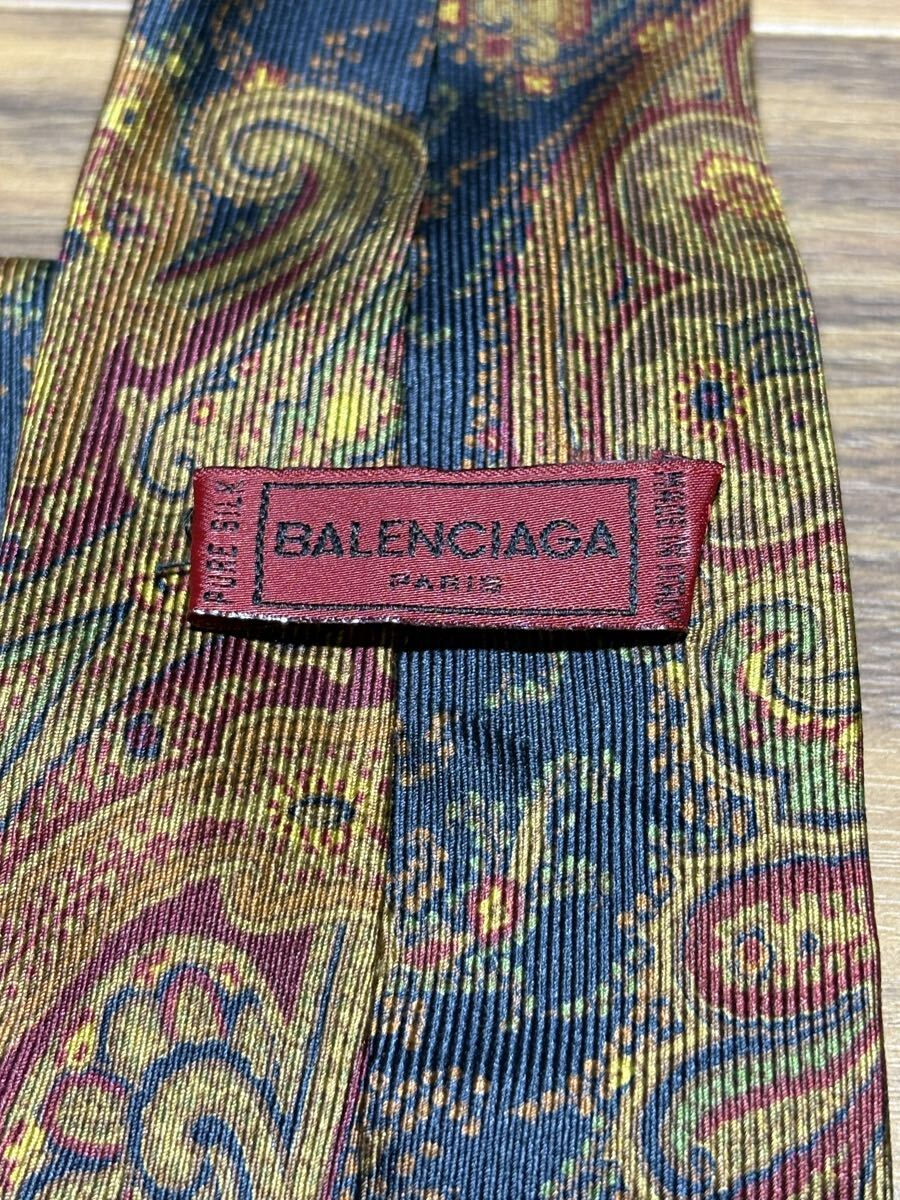 PURE SILK
BALENCIAGA
PARIS
MADE IN ITALY